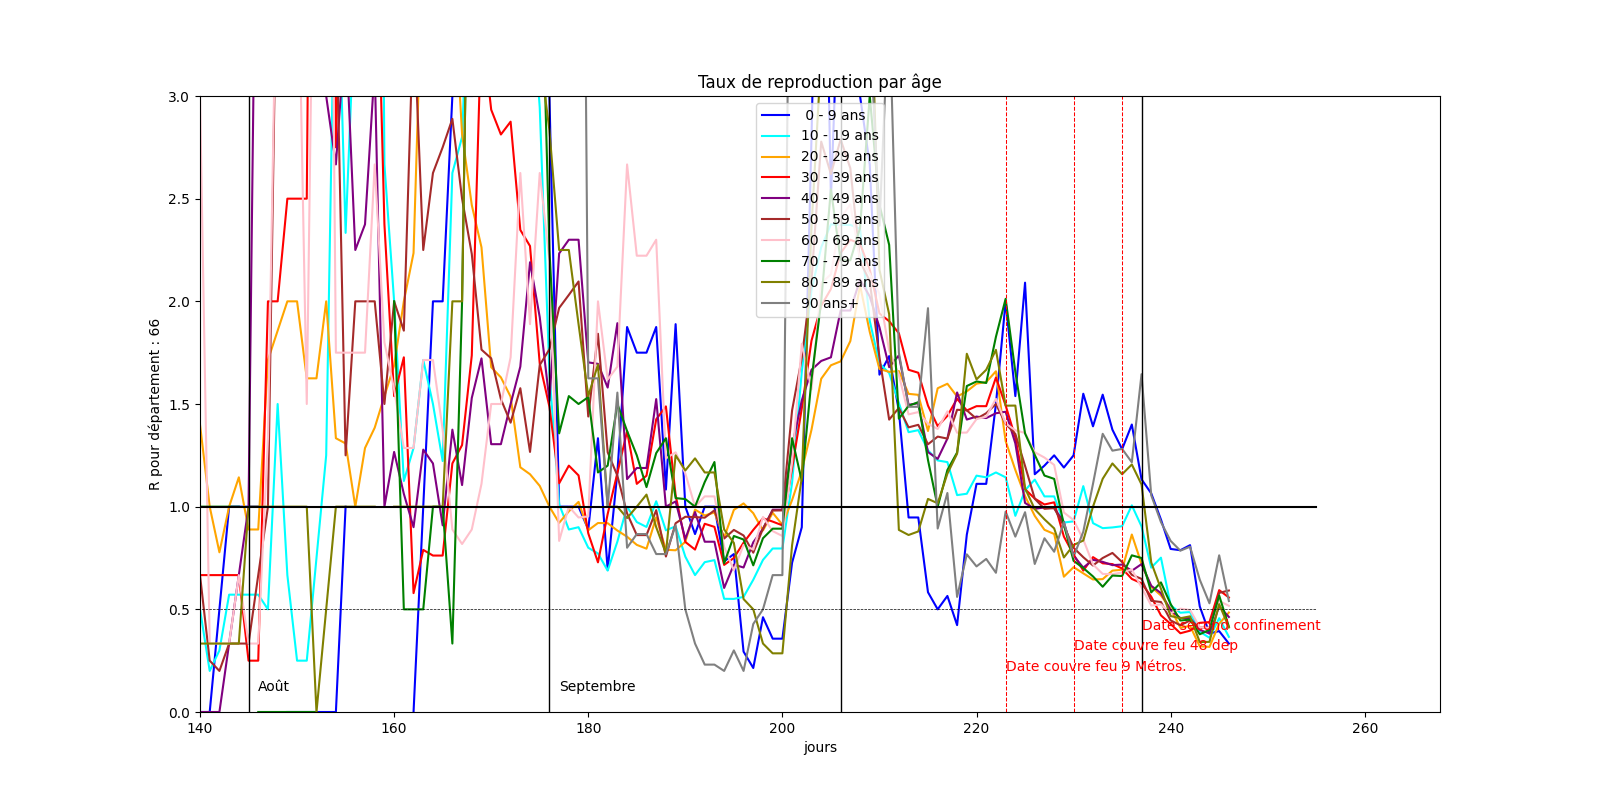 Taux de reproduction par âge
R pour département : 66
3.0
2.5
2.0
1.5
1.0
0.5
0.0
0 - 9 ans
10 - 19 ans
20 - 29 ans
30 - 39 ans
40 - 49 ans
50 - 59 ans
60 - 69 ans
70 - 79 ans
80 - 89 ans
90 ans+
Date second confinement
Date couvre feu 48 dep
Date couvre feu 9 Métros.
Août
Septembre
140
160
180
200
220
240
260
jours